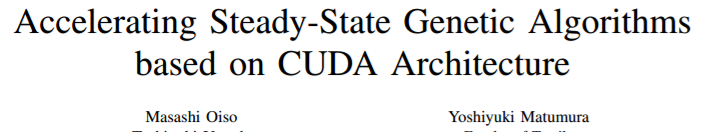 Accelerating Steady-State Genetic Algorithms
based on CUDA Architecture
Masashi Oiso Yoshiyuki Matumura